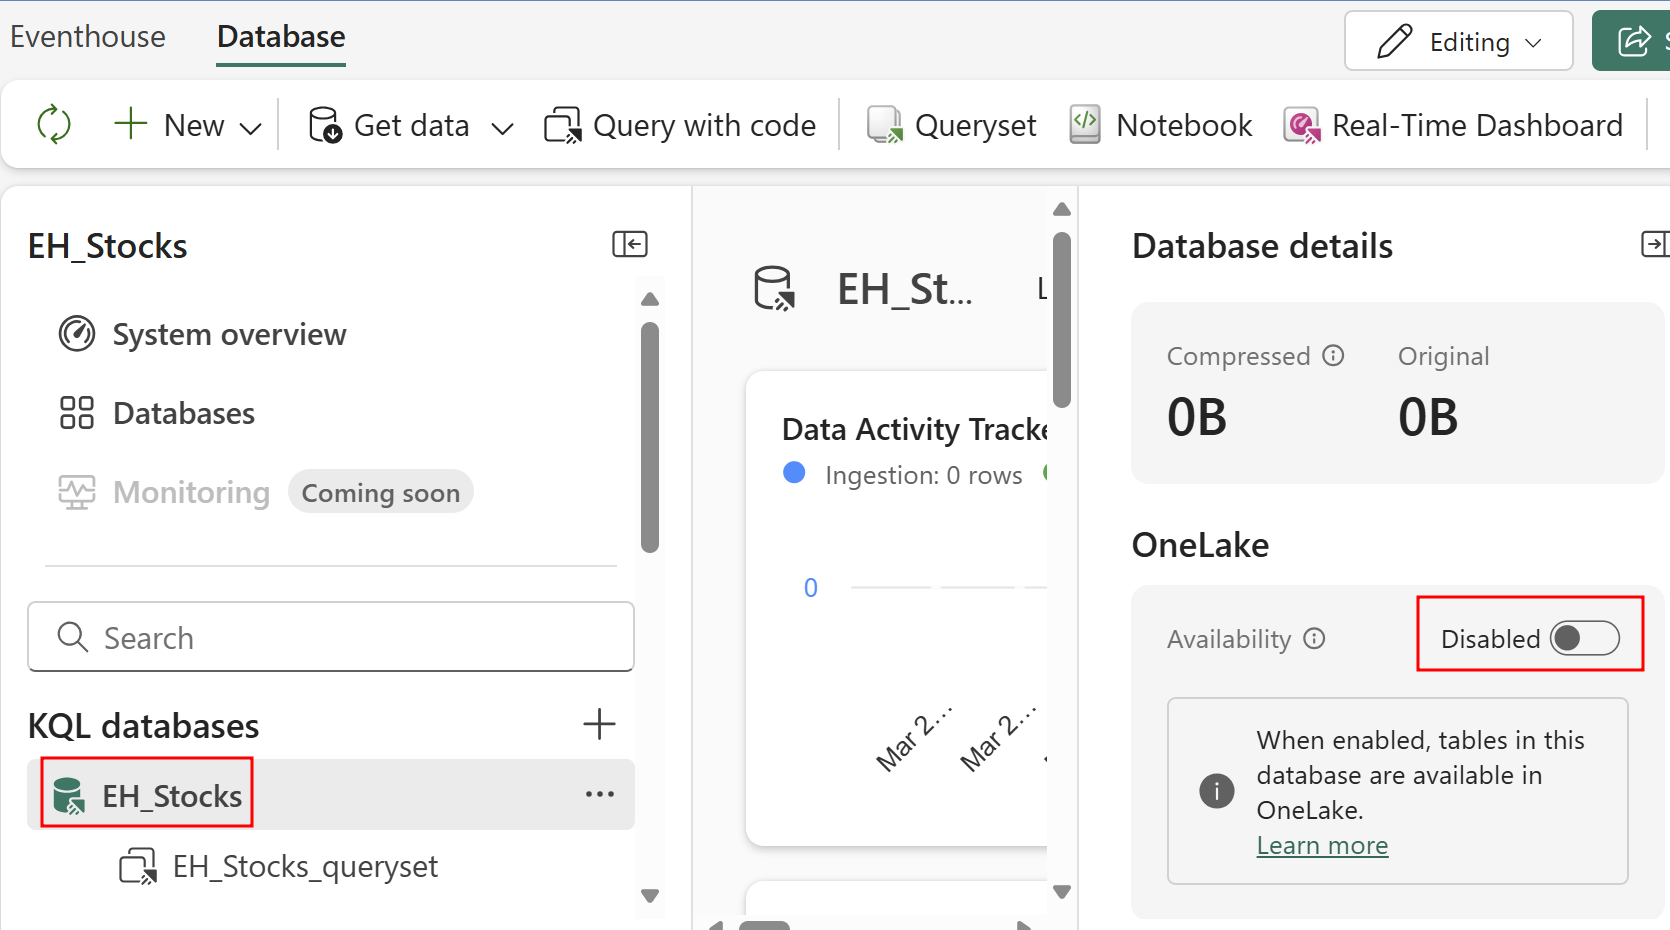 Eventhouse
Database
Editing
New
Get data
Query with code
Queryset
Notebook
Real-Time Dashboard
EH_Stocks
System overview
Databases
Monitoring
Coming soon
Search
KQL databases
EH_Stocks
EH_Stocks_queryset
EH_St...
Data Activity Tracke
Ingestion: 0 rows
0
Mar 2...
Mar 2...
Database details
Compressed
Original
0B
0B
OneLake
Availability
Disabled
When enabled, tables in this
database are available in
OneLake.
Learn more